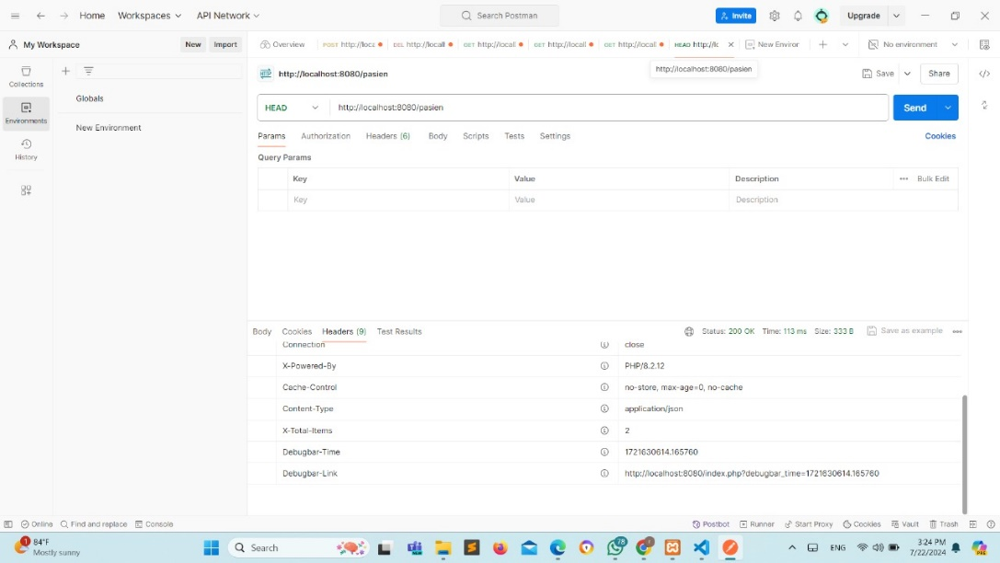 Home Workspaces API Network Search Postman Invite Upgrade
My Workspace New Import Overview POST http://loca DEL http://locall GET http://locall GET http://locall GET http://locall HEAD http://lc New Environ No environment
http://localhost:8080/pasien
http://localhost:8080/pasien Save Share
Collections
Globals
HEAD http://localhost:8080/pasien Send
Environments
New Environment
Params Authorization Headers (6) Body Scripts Tests Settings Cookies
History
Query Params
Key Value Description Bulk Edit
Key Value Description
Body Cookies Headers (9) Test Results Status: 200 OK Time: 113 ms Size: 333 B Save as example
Connection close
X-Powered-By PHP/8.2.12
Cache-Control no-store, max-age=0, no-cache
Content-Type application/json
X-Total-Items 2
Debugbar-Time 1721630614.165760
Debugbar-Link http://localhost:8080/index.php?debugbar_time=1721630614.165760
Online Find and replace Console Postbot Runner Start Proxy Cookies Vault Trash
1 84°F
Mostly sunny
Search
78
ENG
3:24 PM
7/22/2024